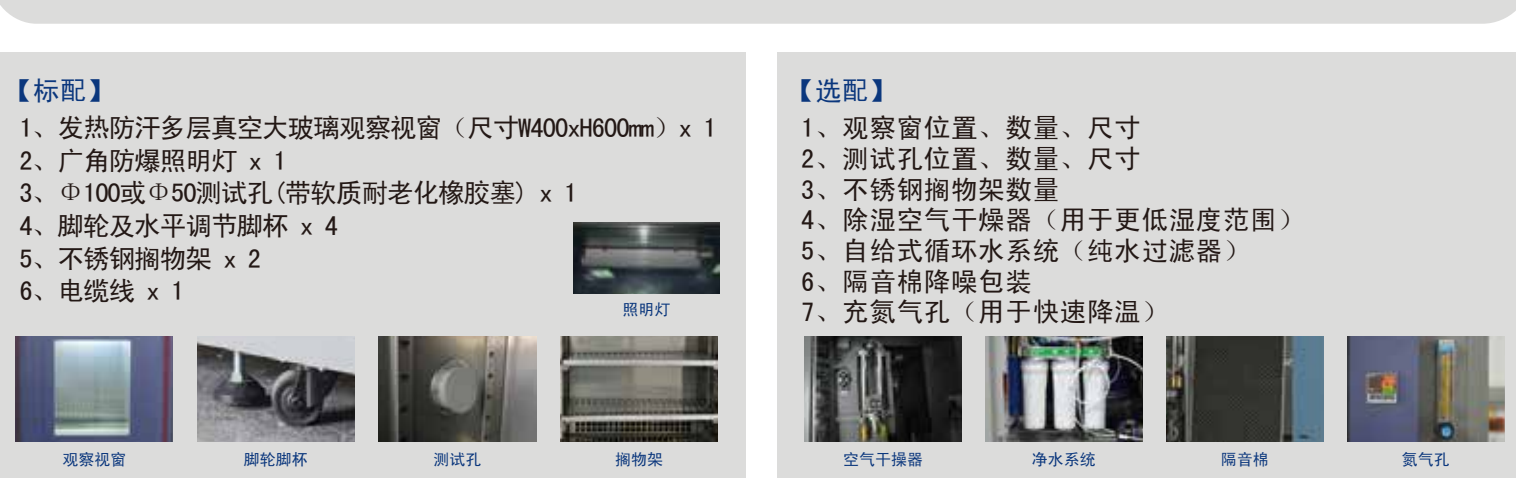 【标配】
1、发热防汗多层真空大玻璃观察视窗（尺寸W400xH600mm）x 1
2、广角防爆照明灯 x 1
3、Φ100或Φ50测试孔(带软质耐老化橡胶塞) x 1
4、脚轮及水平调节脚杯 x 4
5、不锈钢搁物架 x 2
6、电缆线 x 1
照明灯
观察视窗
脚轮脚杯
测试孔
搁物架
【选配】
1、观察窗位置、数量、尺寸
2、测试孔位置、数量、尺寸
3、不锈钢搁物架数量
4、除湿空气干燥器（用于更低湿度范围）
5、自给式循环水系统（纯水过滤器）
6、隔音棉降噪包装
7、充氮气孔（用于快速降温）
空气干操器
净水系统
隔音棉
氮气孔